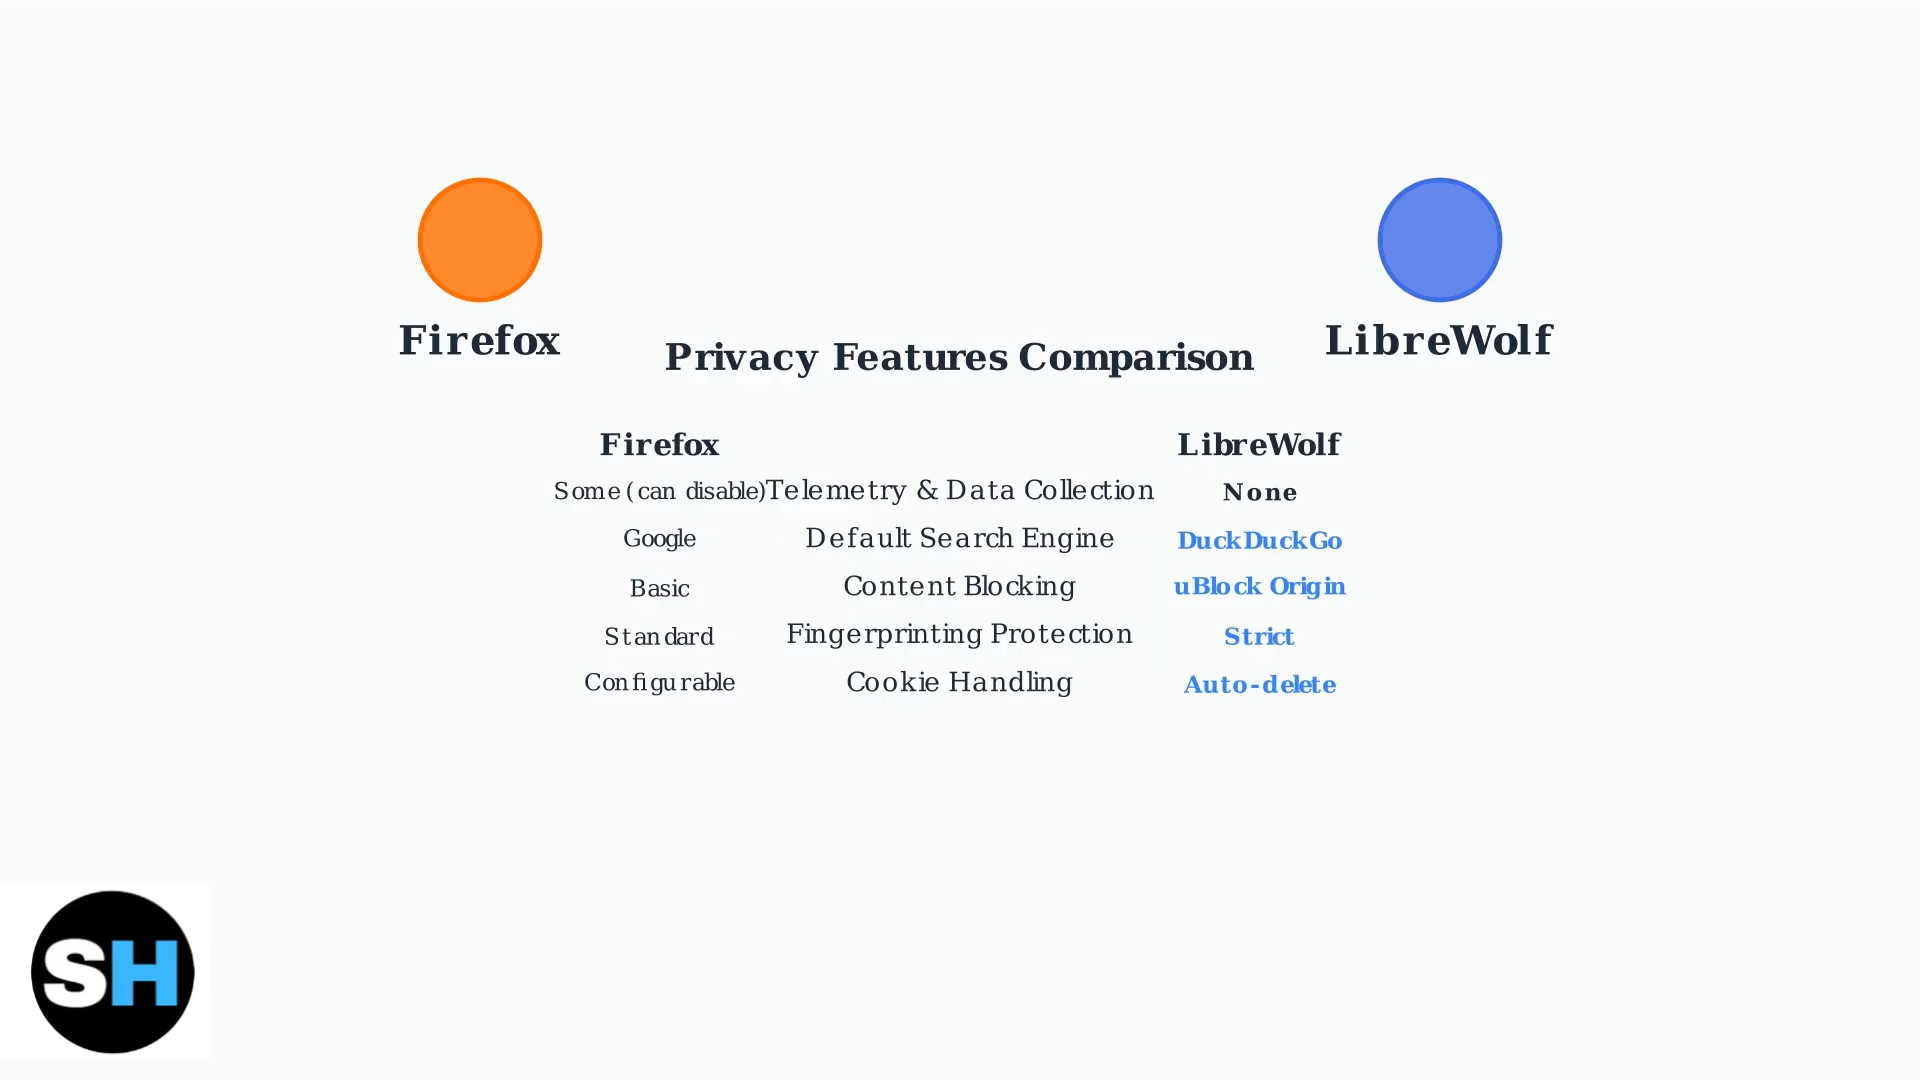 Firefox
LibreWolf
Privacy Features Comparison
Firefox LibreWolf
Some (can disable) Telemetry & Data Collection None
Google Default Search Engine DuckDuckGo
Basic Content Blocking uBlock Origin
Standard Fingerprinting Protection Strict
Configurable Cookie Handling Auto-delete
SH